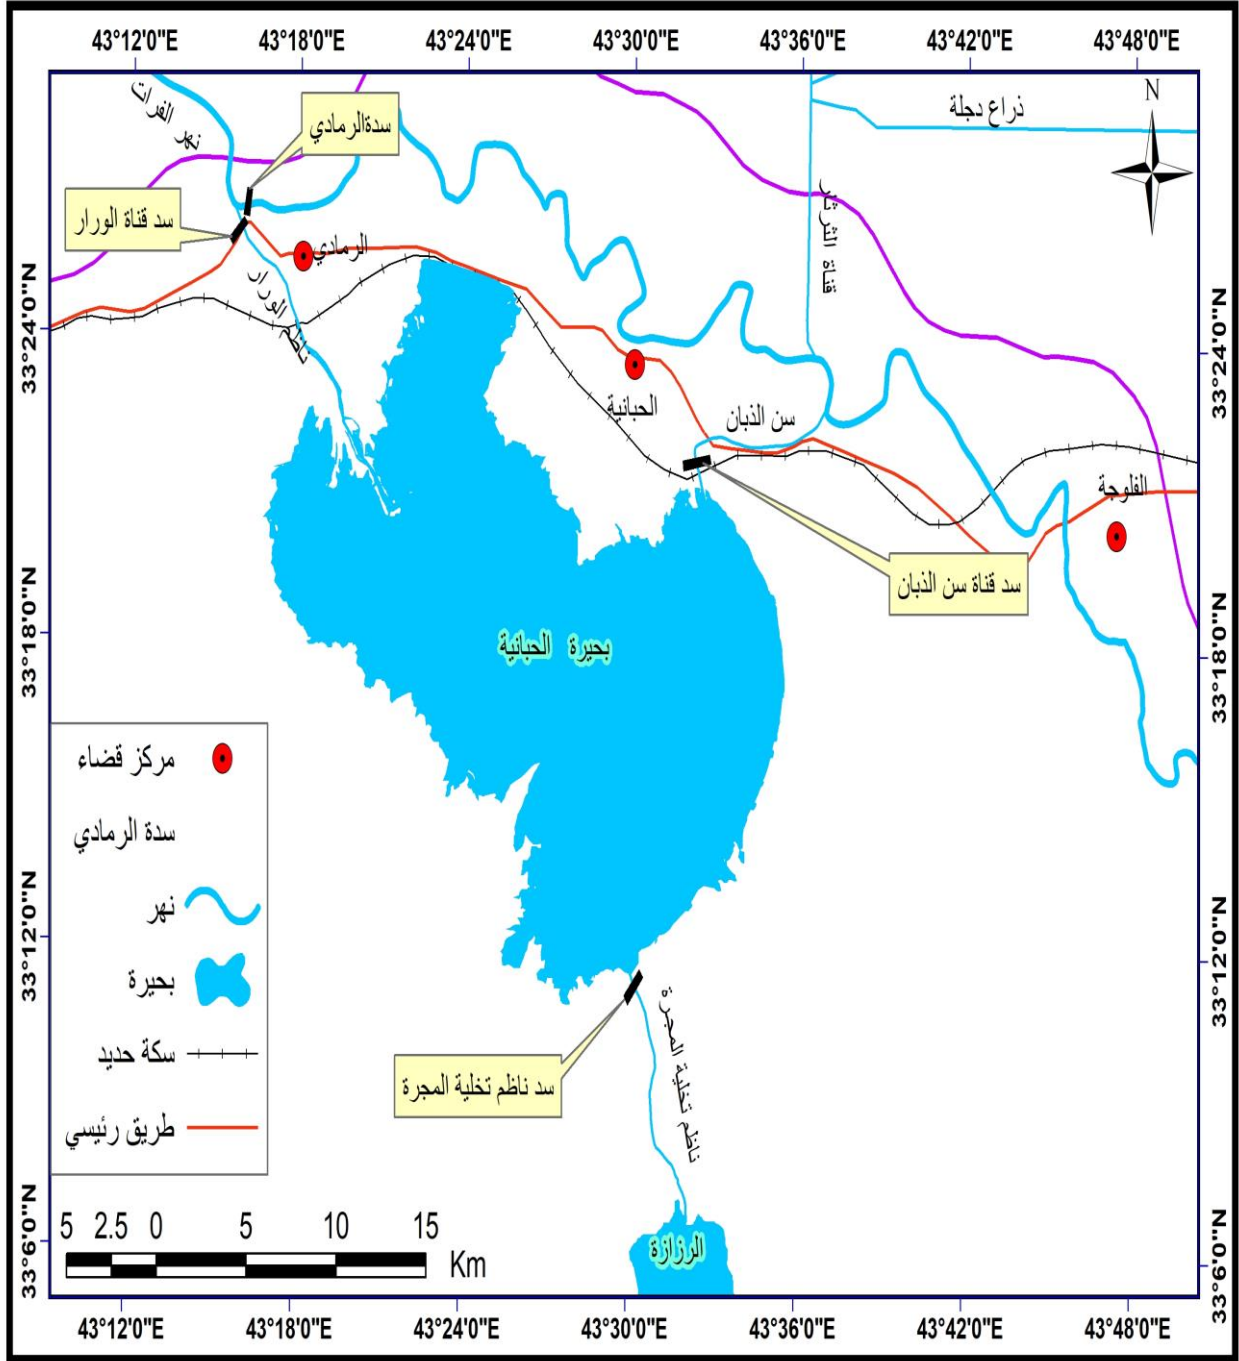 43°12'0"E 43°18'0"E 43°24'0"E 43°30'0"E 43°36'0"E 43°42'0"E 43°48'0"E
N
نهر الفرات
سدةالرمادي
ذراع دجلة
سد قناة الورار
الرمادي
قناة الثرثار
ناظم الورار
33°24'0"N
33°24'0"N
الحبانية
سن الذبان
الفلوجة
سد قناة سن الذبان
33°18'0"N
33°18'0"N
بحيرة الحبانية
مركز قضاء
سدة الرمادي
نهر
بحيرة
سكة حديد
طريق رئيسي
33°12'0"N
33°12'0"N
ناظم تخلية المجرة
سد ناظم تخلية المجرة
الرزازة
33°6'0"N
33°6'0"N
5 2.5 0 5 10 15
Km
43°12'0"E 43°18'0"E 43°24'0"E 43°30'0"E 43°36'0"E 43°42'0"E 43°48'0"E